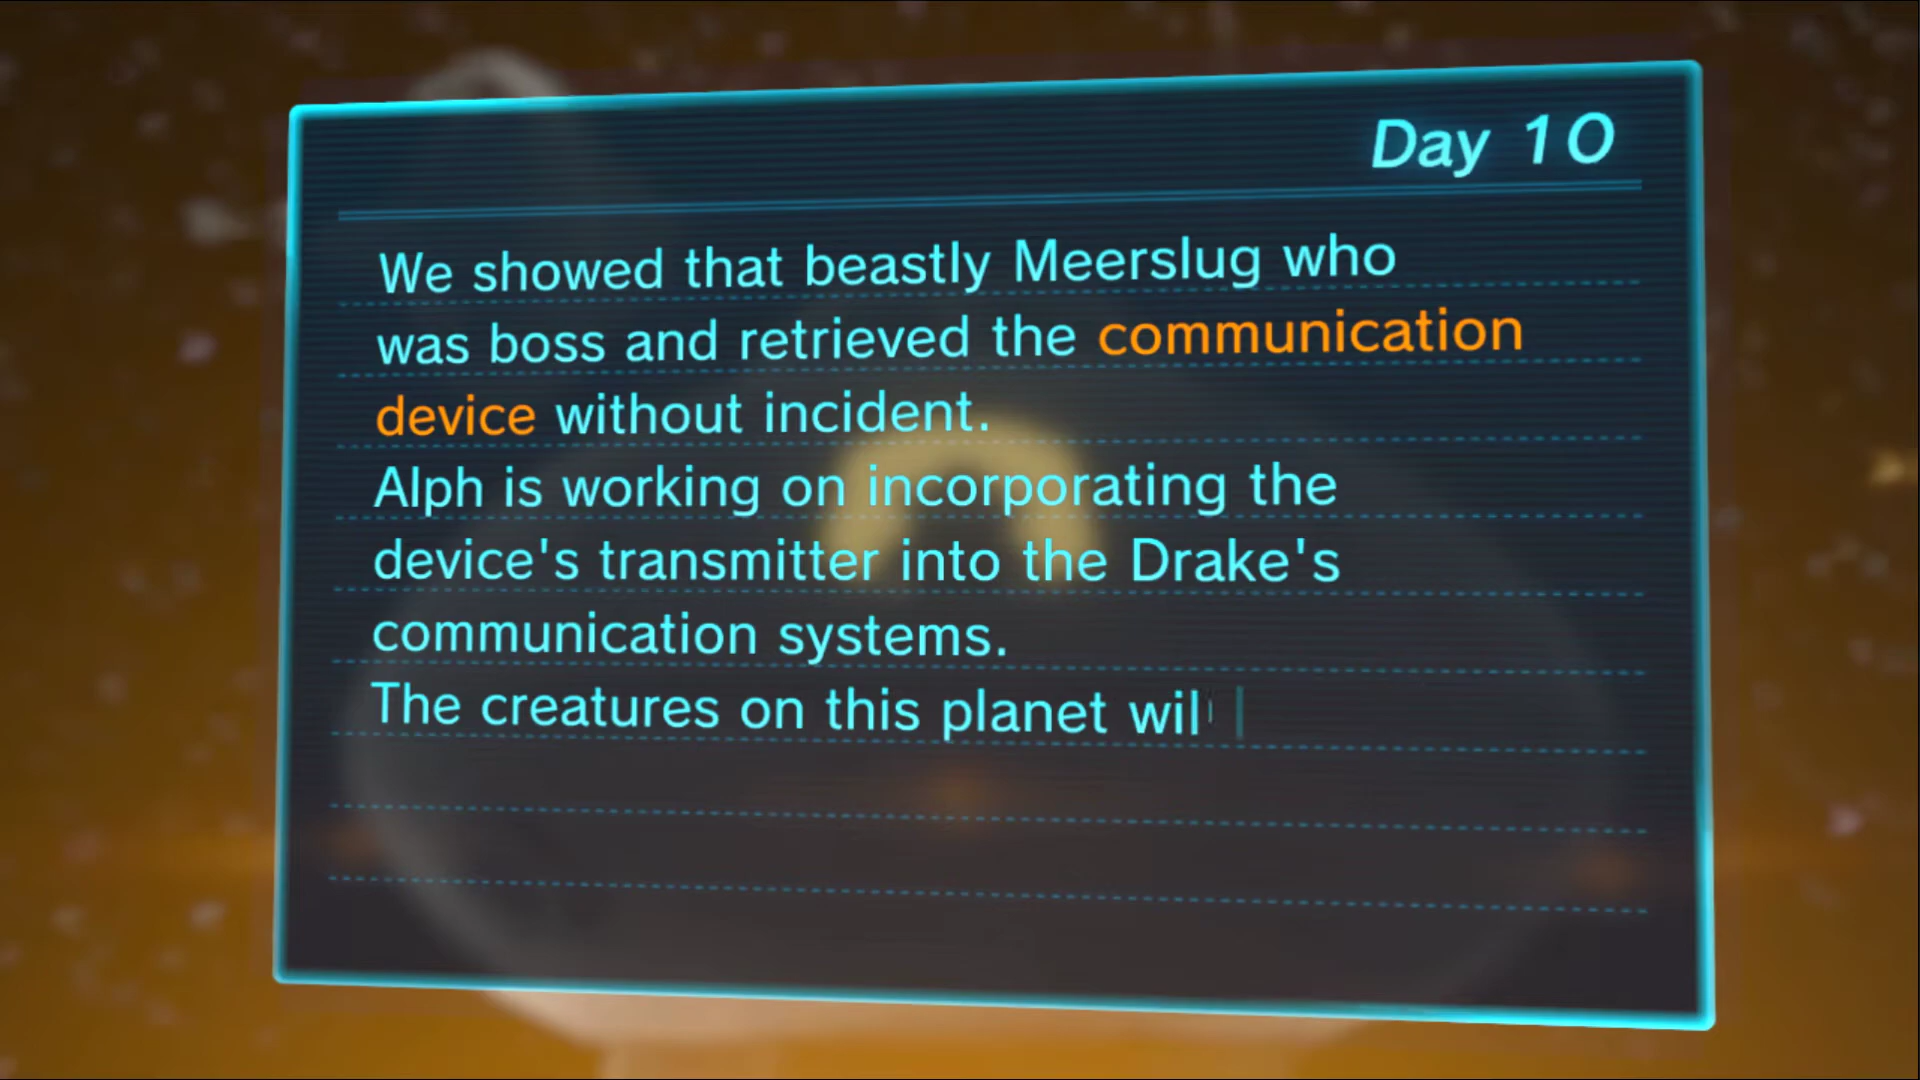 Day 10
We showed that beastly Meerslug who
was boss and retrieved the communication
device without incident.
Alph is working on incorporating the
device's transmitter into the Drake's
communication systems.
The creatures on this planet wil